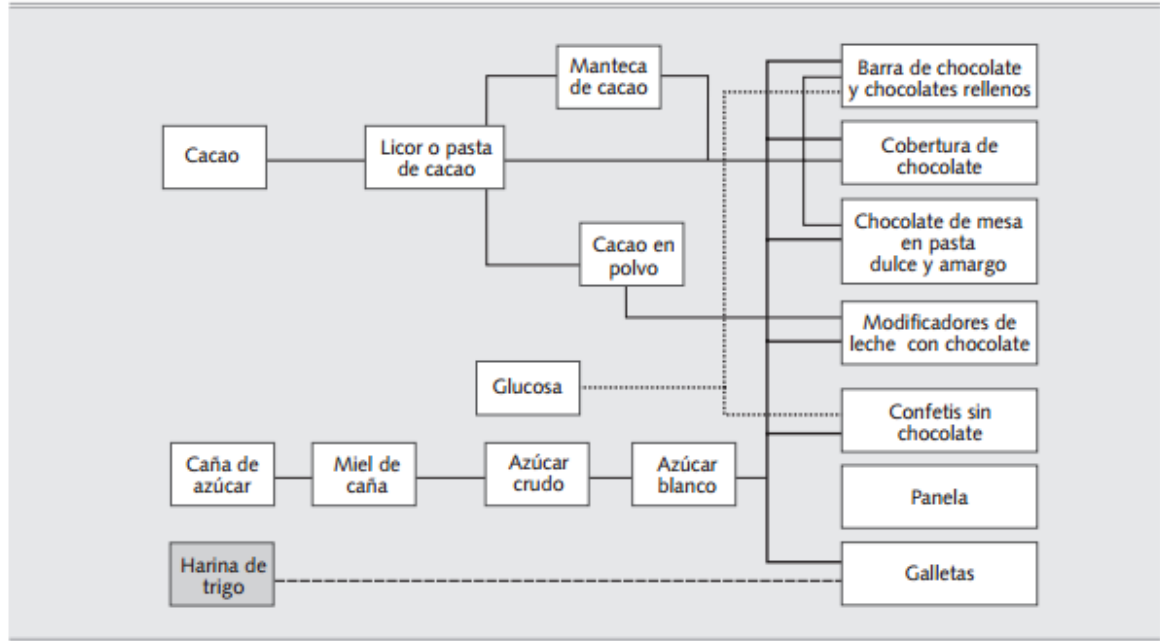 Manteca
de cacao
Barra de chocolate
y chocolates rellenos
Cacao
Licor o pasta
de cacao
Cobertura de
chocolate
Cacao en
polvo
Chocolate de mesa
en pasta
dulce y amargo
Modificadores de
leche con chocolate
Glucosa
Confetis sin
chocolate
Caña de
azúcar
Miel de
caña
Azúcar
crudo
Azúcar
blanco
Panela
Harina de
trigo
Galletas